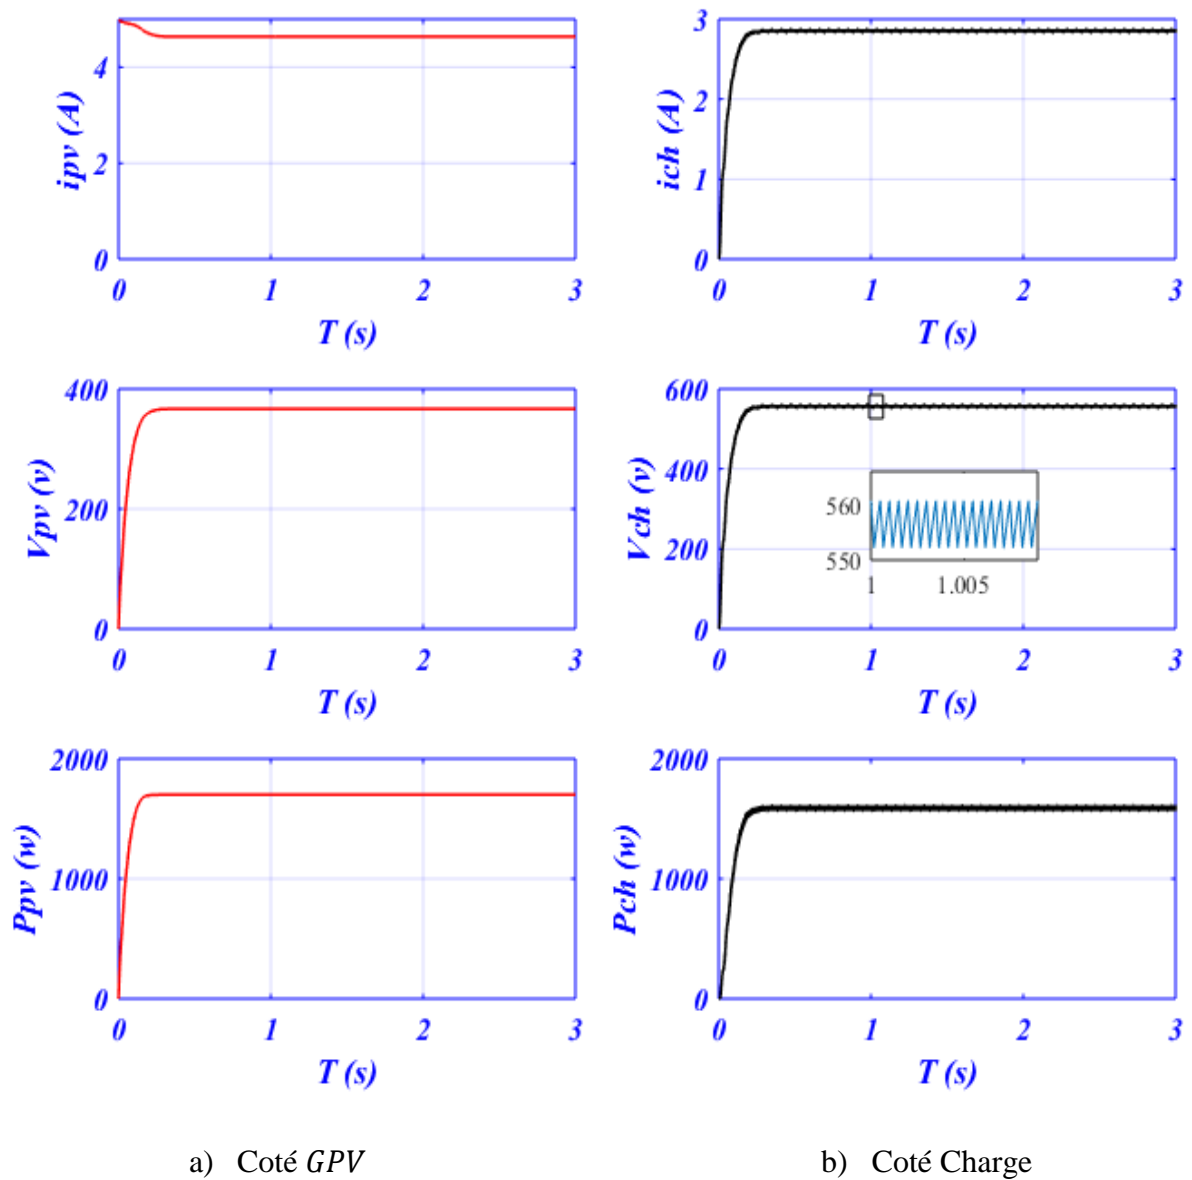 4
2
0
ipv (A)
0 1 2 3
T (s)
3
2
1
0
ich (A)
0 1 2 3
T (s)
400
200
0
Vpv (v)
0 1 2 3
T (s)
600
400
200
0
Vch (v)
560
550
1 1.005
0 1 2 3
T (s)
2000
1000
0
Ppv (w)
0 1 2 3
T (s)
2000
1000
0
Pch (w)
0 1 2 3
T (s)
a) Coté GPV
b) Coté Charge